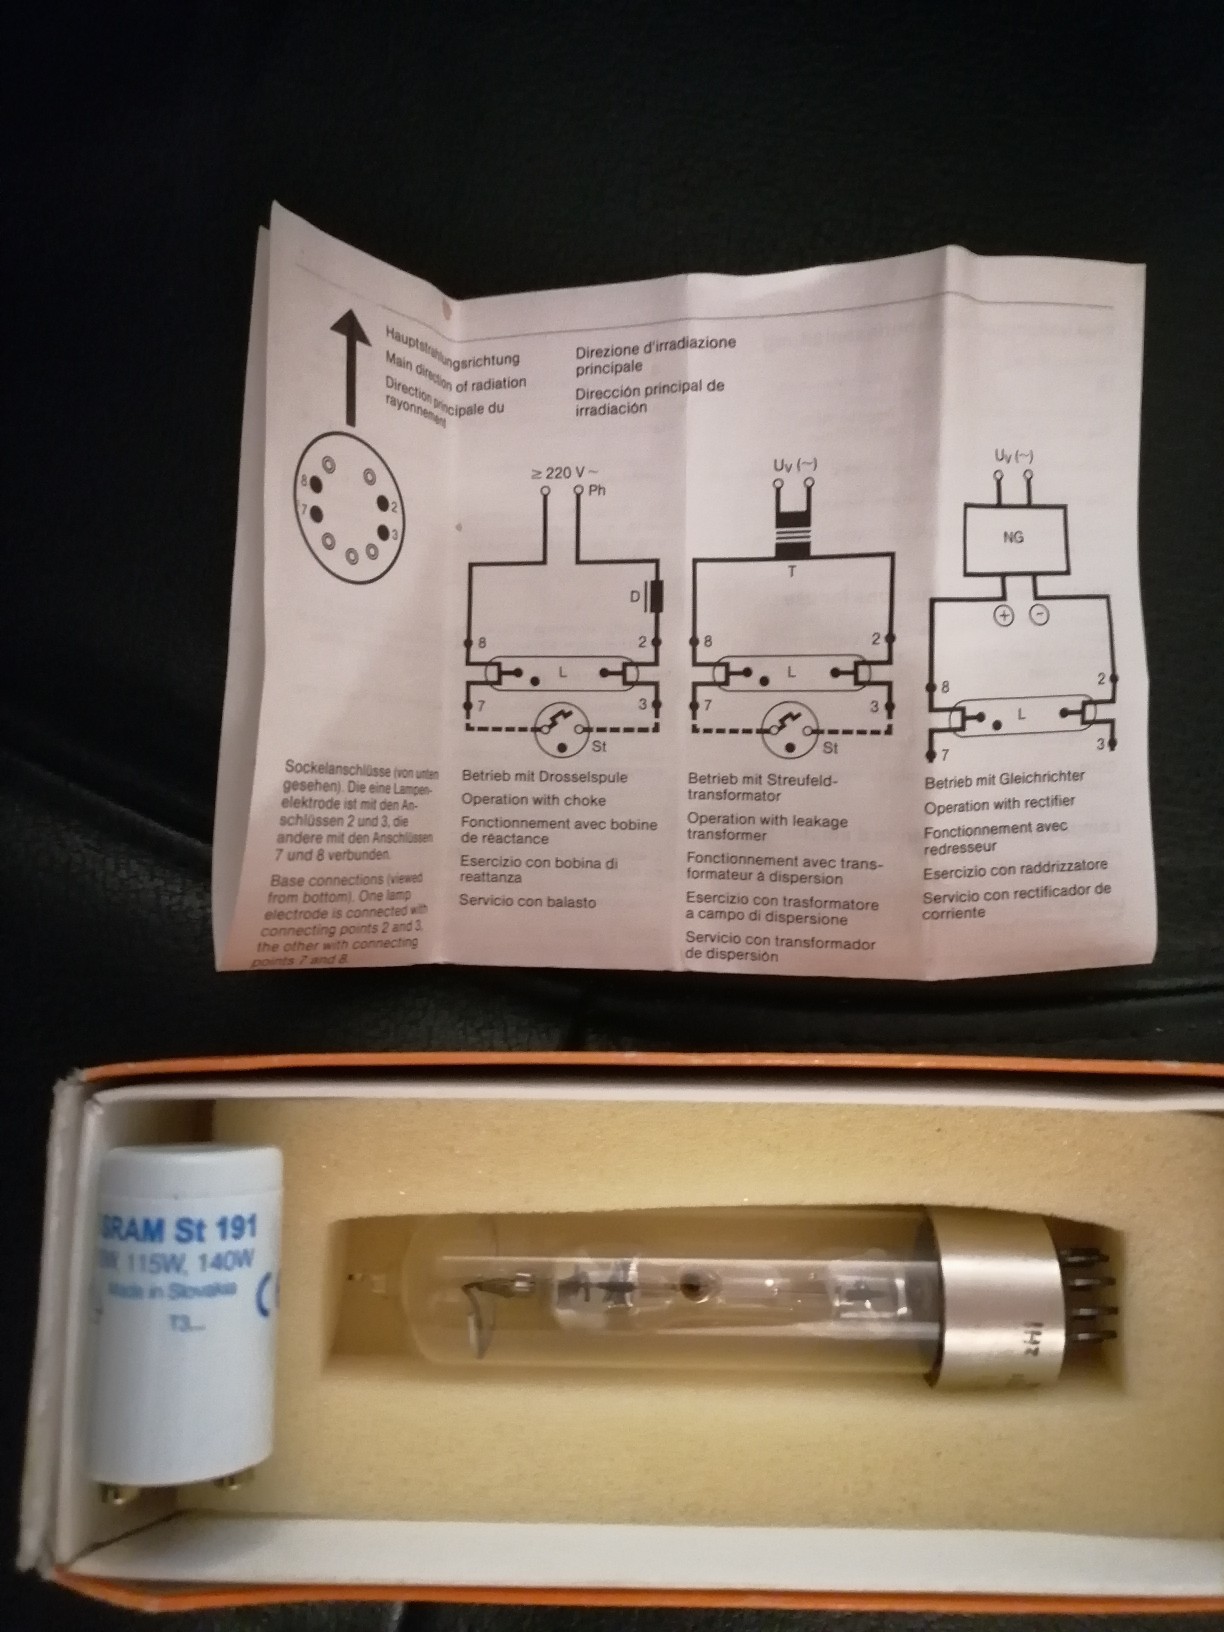 Hauptstrahlungsrichtung
Main direction of radiation
Direction principale du
rayonnement
Direzione d'irradiazione
principale
Dirección principal de
irradiación
8
7
2
3
≥ 220 V ~
Ph
D
8
2
L
7
3
St
Betrieb mit Drosselspule
Operation with choke
Fonctionnement avec bobine
de réactance
Esercizio con bobina di
reattanza
Servicio con balasto
Uv (~)
T
8
2
L
7
3
St
Betrieb mit Streufeld-
transformator
Operation with leakage
transformer
Fonctionnement avec trans-
formateur à dispersion
Esercizio con trasformatore
a campo di dispersione
Servicio con transformador
de dispersión
Uv (~)
NG
+ -
8
2
L
7
3
Betrieb mit Gleichrichter
Operation with rectifier
Fonctionnement avec
redresseur
Esercizio con raddrizzatore
Servicio con rectificador de
corriente
Sockelanschlüsse (von unten
gesehen). Die eine Lampen-
elektrode ist mit den An-
schlüssen 2 und 3, die
andere mit den Anschlüssen
7 und 8 verbunden.
Base connections (viewed
from bottom). One lamp
electrode is connected with
connecting points 2 and 3,
the other with connecting
points 7 and 8.
SRAM St 191
W, 115W, 140W
Made in Slovakia
T3...